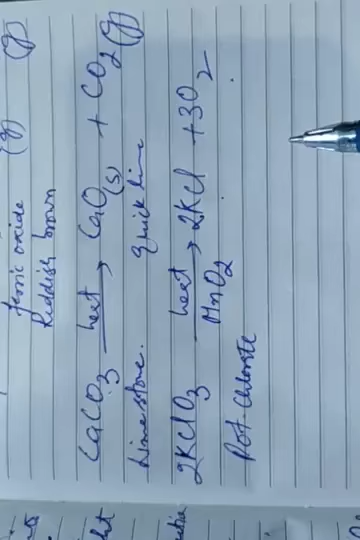 (g) (g)
ferric oxide
Reddish brown
CaCO3 heat → CaO(s) + CO2(g)
Limestone. Quick lime
2KClO3 heat → MnO2 2KCl + 3O2
Pot. Chlorate